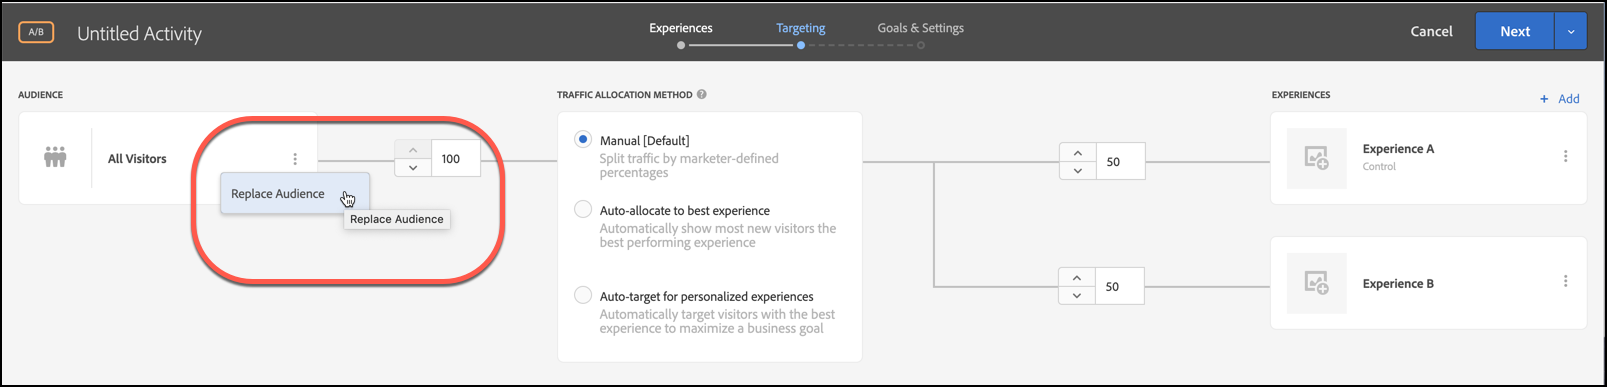 A/B
Untitled Activity
Experiences
Targeting
Goals & Settings
Cancel
Next
AUDIENCE
All Visitors
Replace Audience
Replace Audience
100
TRAFFIC ALLOCATION METHOD ?
Manual [Default]
Split traffic by marketer-defined
percentages
Auto-allocate to best experience
Automatically show most new visitors the
best performing experience
Auto-target for personalized experiences
Automatically target visitors with the best
experience to maximize a business goal
50
50
EXPERIENCES
+ Add
Experience A
Control
Experience B